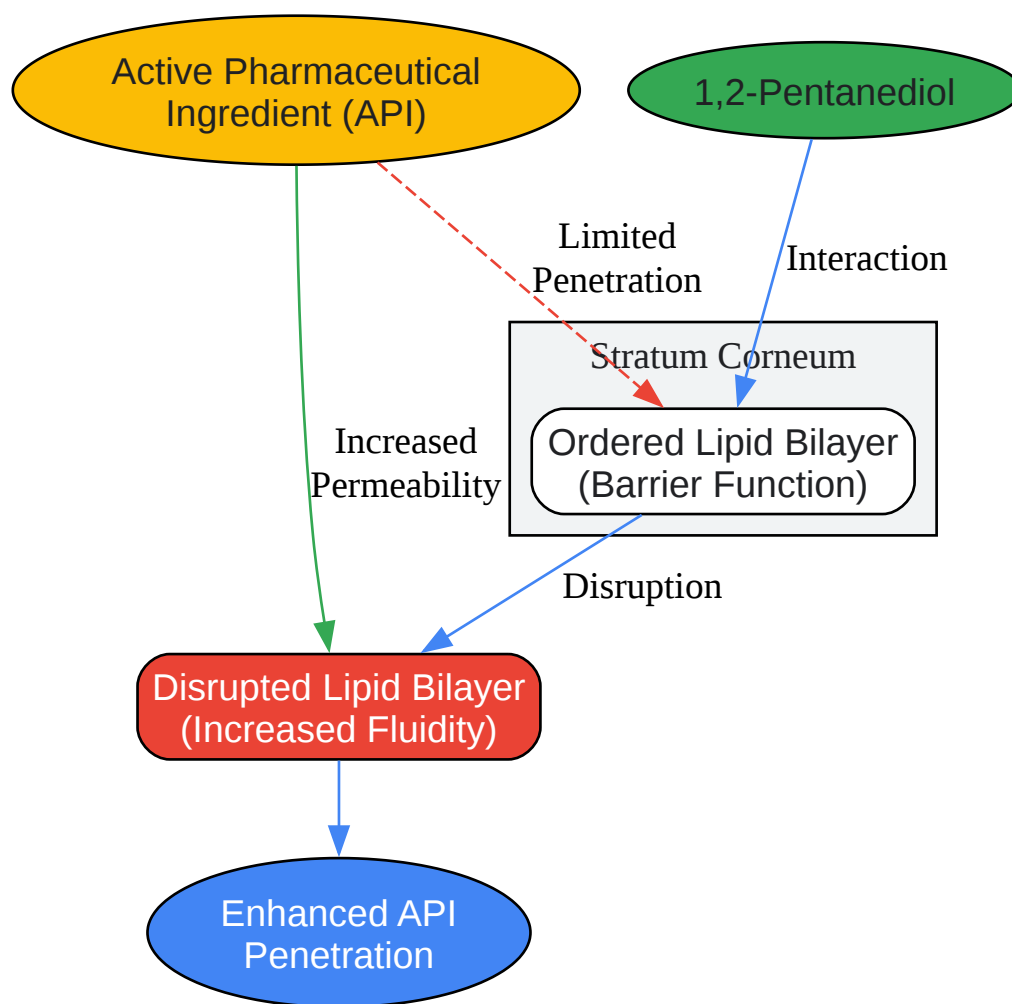 Active Pharmaceutical
Ingredient (API)
1,2-Pentanediol
Limited
Penetration
Interaction
Stratum Corneum
Ordered Lipid Bilayer
(Barrier Function)
Increased
Permeability
Disruption
Disrupted Lipid Bilayer
(Increased Fluidity)
Enhanced API
Penetration